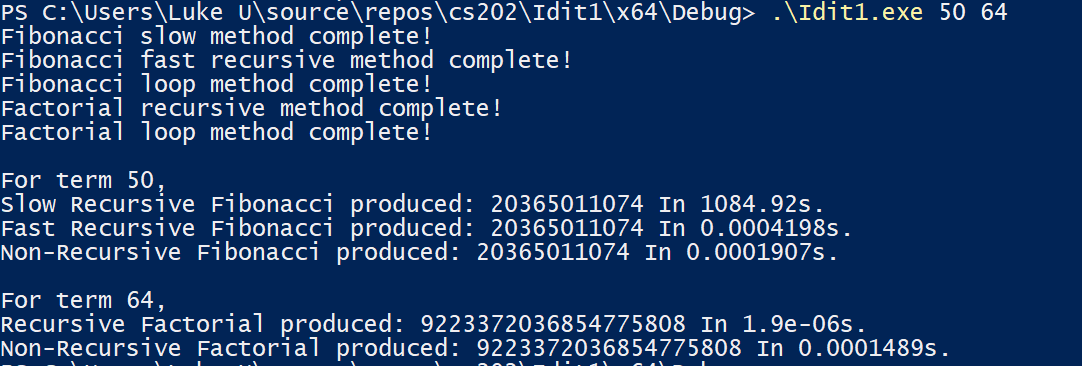 PS C:\Users\Luke U\source\repos\cs202\Idit1\x64\Debug> .\Idit1.exe 50 64
Fibonacci slow method complete!
Fibonacci fast recursive method complete!
Fibonacci loop method complete!
Factorial recursive method complete!
Factorial loop method complete!
For term 50,
Slow Recursive Fibonacci produced: 20365011074 In 1084.92s.
Fast Recursive Fibonacci produced: 20365011074 In 0.0004198s.
Non-Recursive Fibonacci produced: 20365011074 In 0.0001907s.
For term 64,
Recursive Factorial produced: 9223372036854775808 In 1.9e-06s.
Non-Recursive Factorial produced: 9223372036854775808 In 0.0001489s.